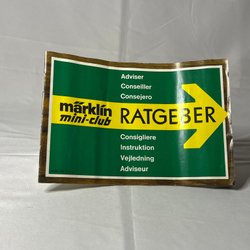 Adviser
Conseiller
Consejero
märklin
mini-club
RATGEBER
Consigliere
Instruktion
Vejledning
Adviseur